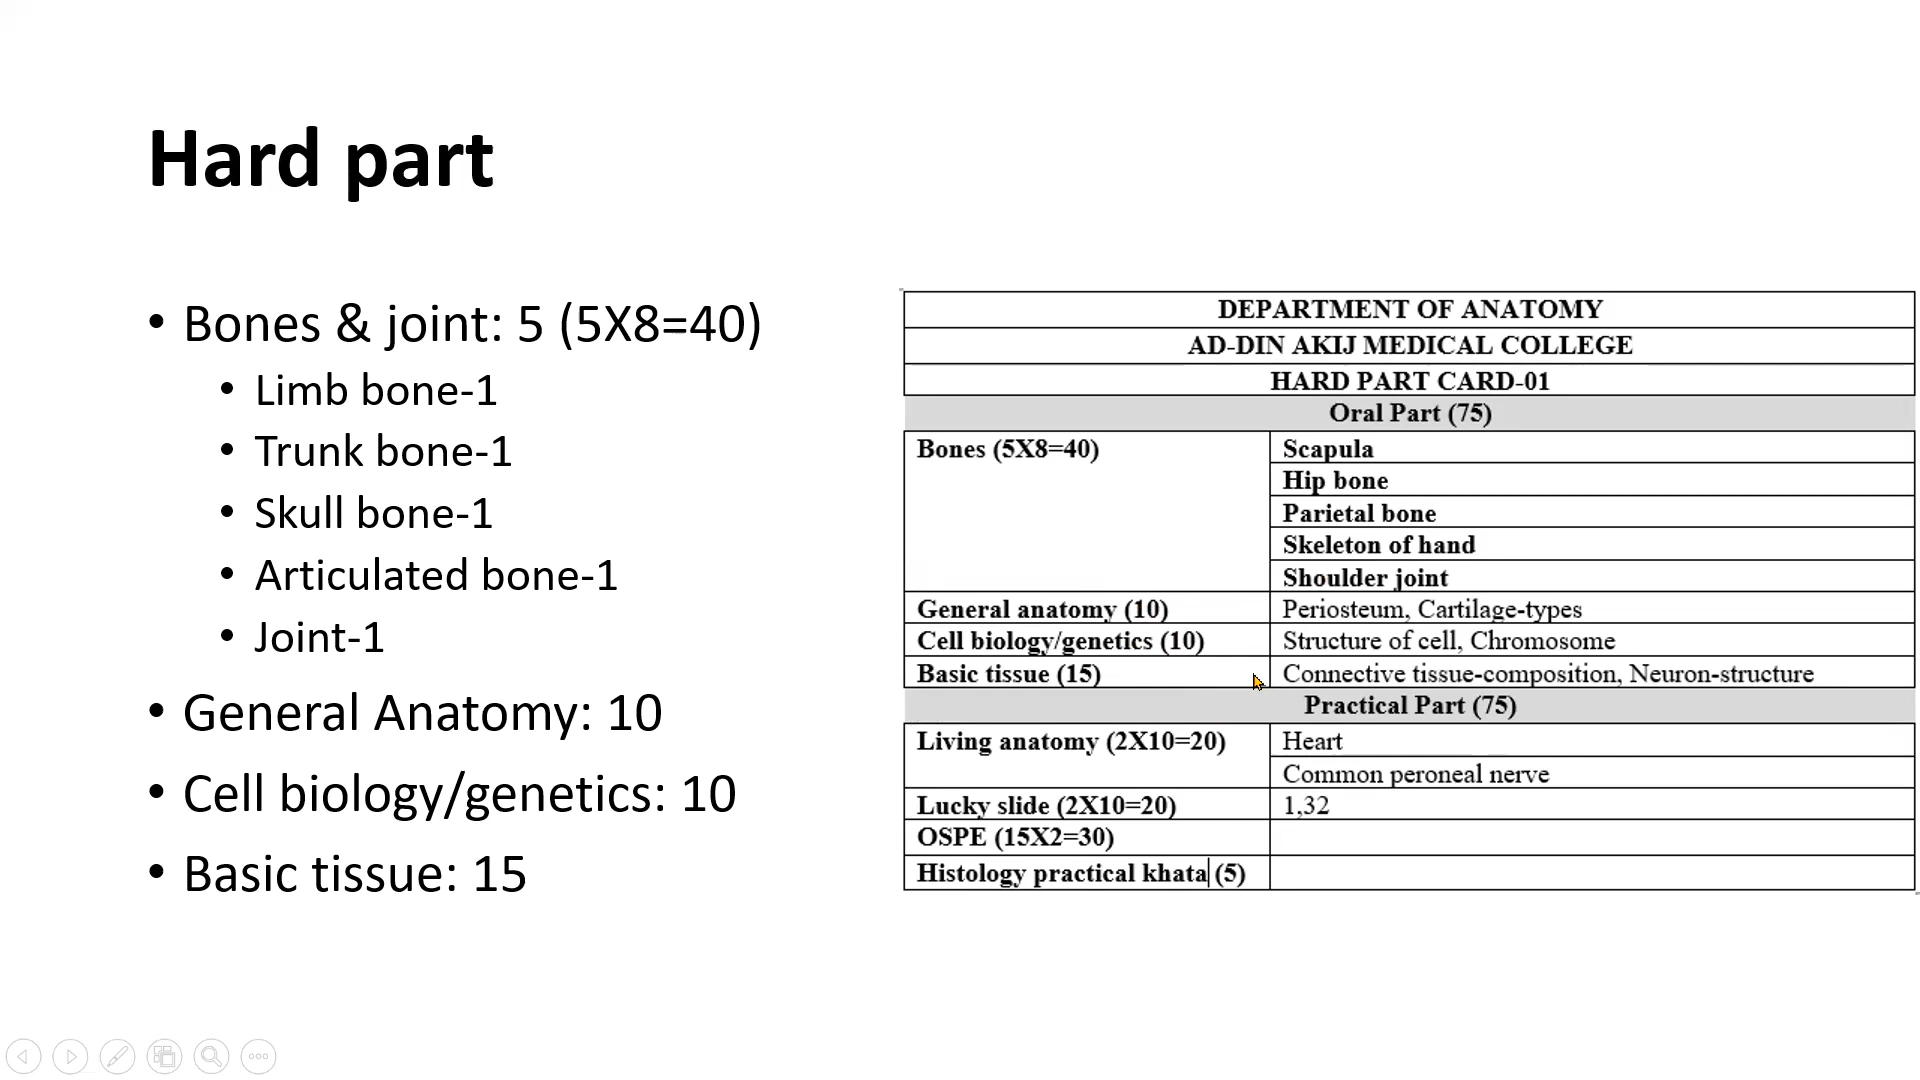 Hard part
• Bones & joint: 5 (5X8=40)
• Limb bone-1
• Trunk bone-1
• Skull bone-1
• Articulated bone-1
• Joint-1
• General Anatomy: 10
• Cell biology/genetics: 10
• Basic tissue: 15
DEPARTMENT OF ANATOMY
AD-DIN AKIJ MEDICAL COLLEGE
HARD PART CARD-01
Oral Part (75)
Bones (5X8=40) Scapula
Hip bone
Parietal bone
Skeleton of hand
Shoulder joint
General anatomy (10) Periosteum, Cartilage-types
Cell biology/genetics (10) Structure of cell, Chromosome
Basic tissue (15) Connective tissue-composition, Neuron-structure
Practical Part (75)
Living anatomy (2X10=20) Heart
Common peroneal nerve
Lucky slide (2X10=20) 1,32
OSPE (15X2=30)
Histology practical khata (5)